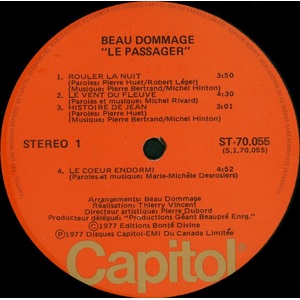 BEAU DOMMAGE
"LE PASSAGER"
1. ROULER LA NUIT 3:50
(Paroles: Pierre Huet/Robert Léger)
(Musique: Pierre Bertrand/Michel Hinton)
2. LE VENT DU FLEUVE 4:30
(Paroles et musique: Michel Rivard)
3. HISTOIRE DE JEAN 3:01
(Paroles: Pierre Huet)
(Musique: Pierre Bertrand/Michel Hinton)
STEREO 1
ST-70.055
(S.1.70.055)
4. LE COEUR ENDORMI 4:52
(Paroles et musique: Marie-Michèle Desrosiers)
Arrangements: Beau Dommage
Réalisation: Thierry Vincent
Directeur artistique: Pierre Dubord
Producteur délégué: "Productions Géant Beaupré Enrg."
©1977 Editions Bonté Divine
℗1977 Disques Capitol-EMI Du Canada Limitée
Capitol